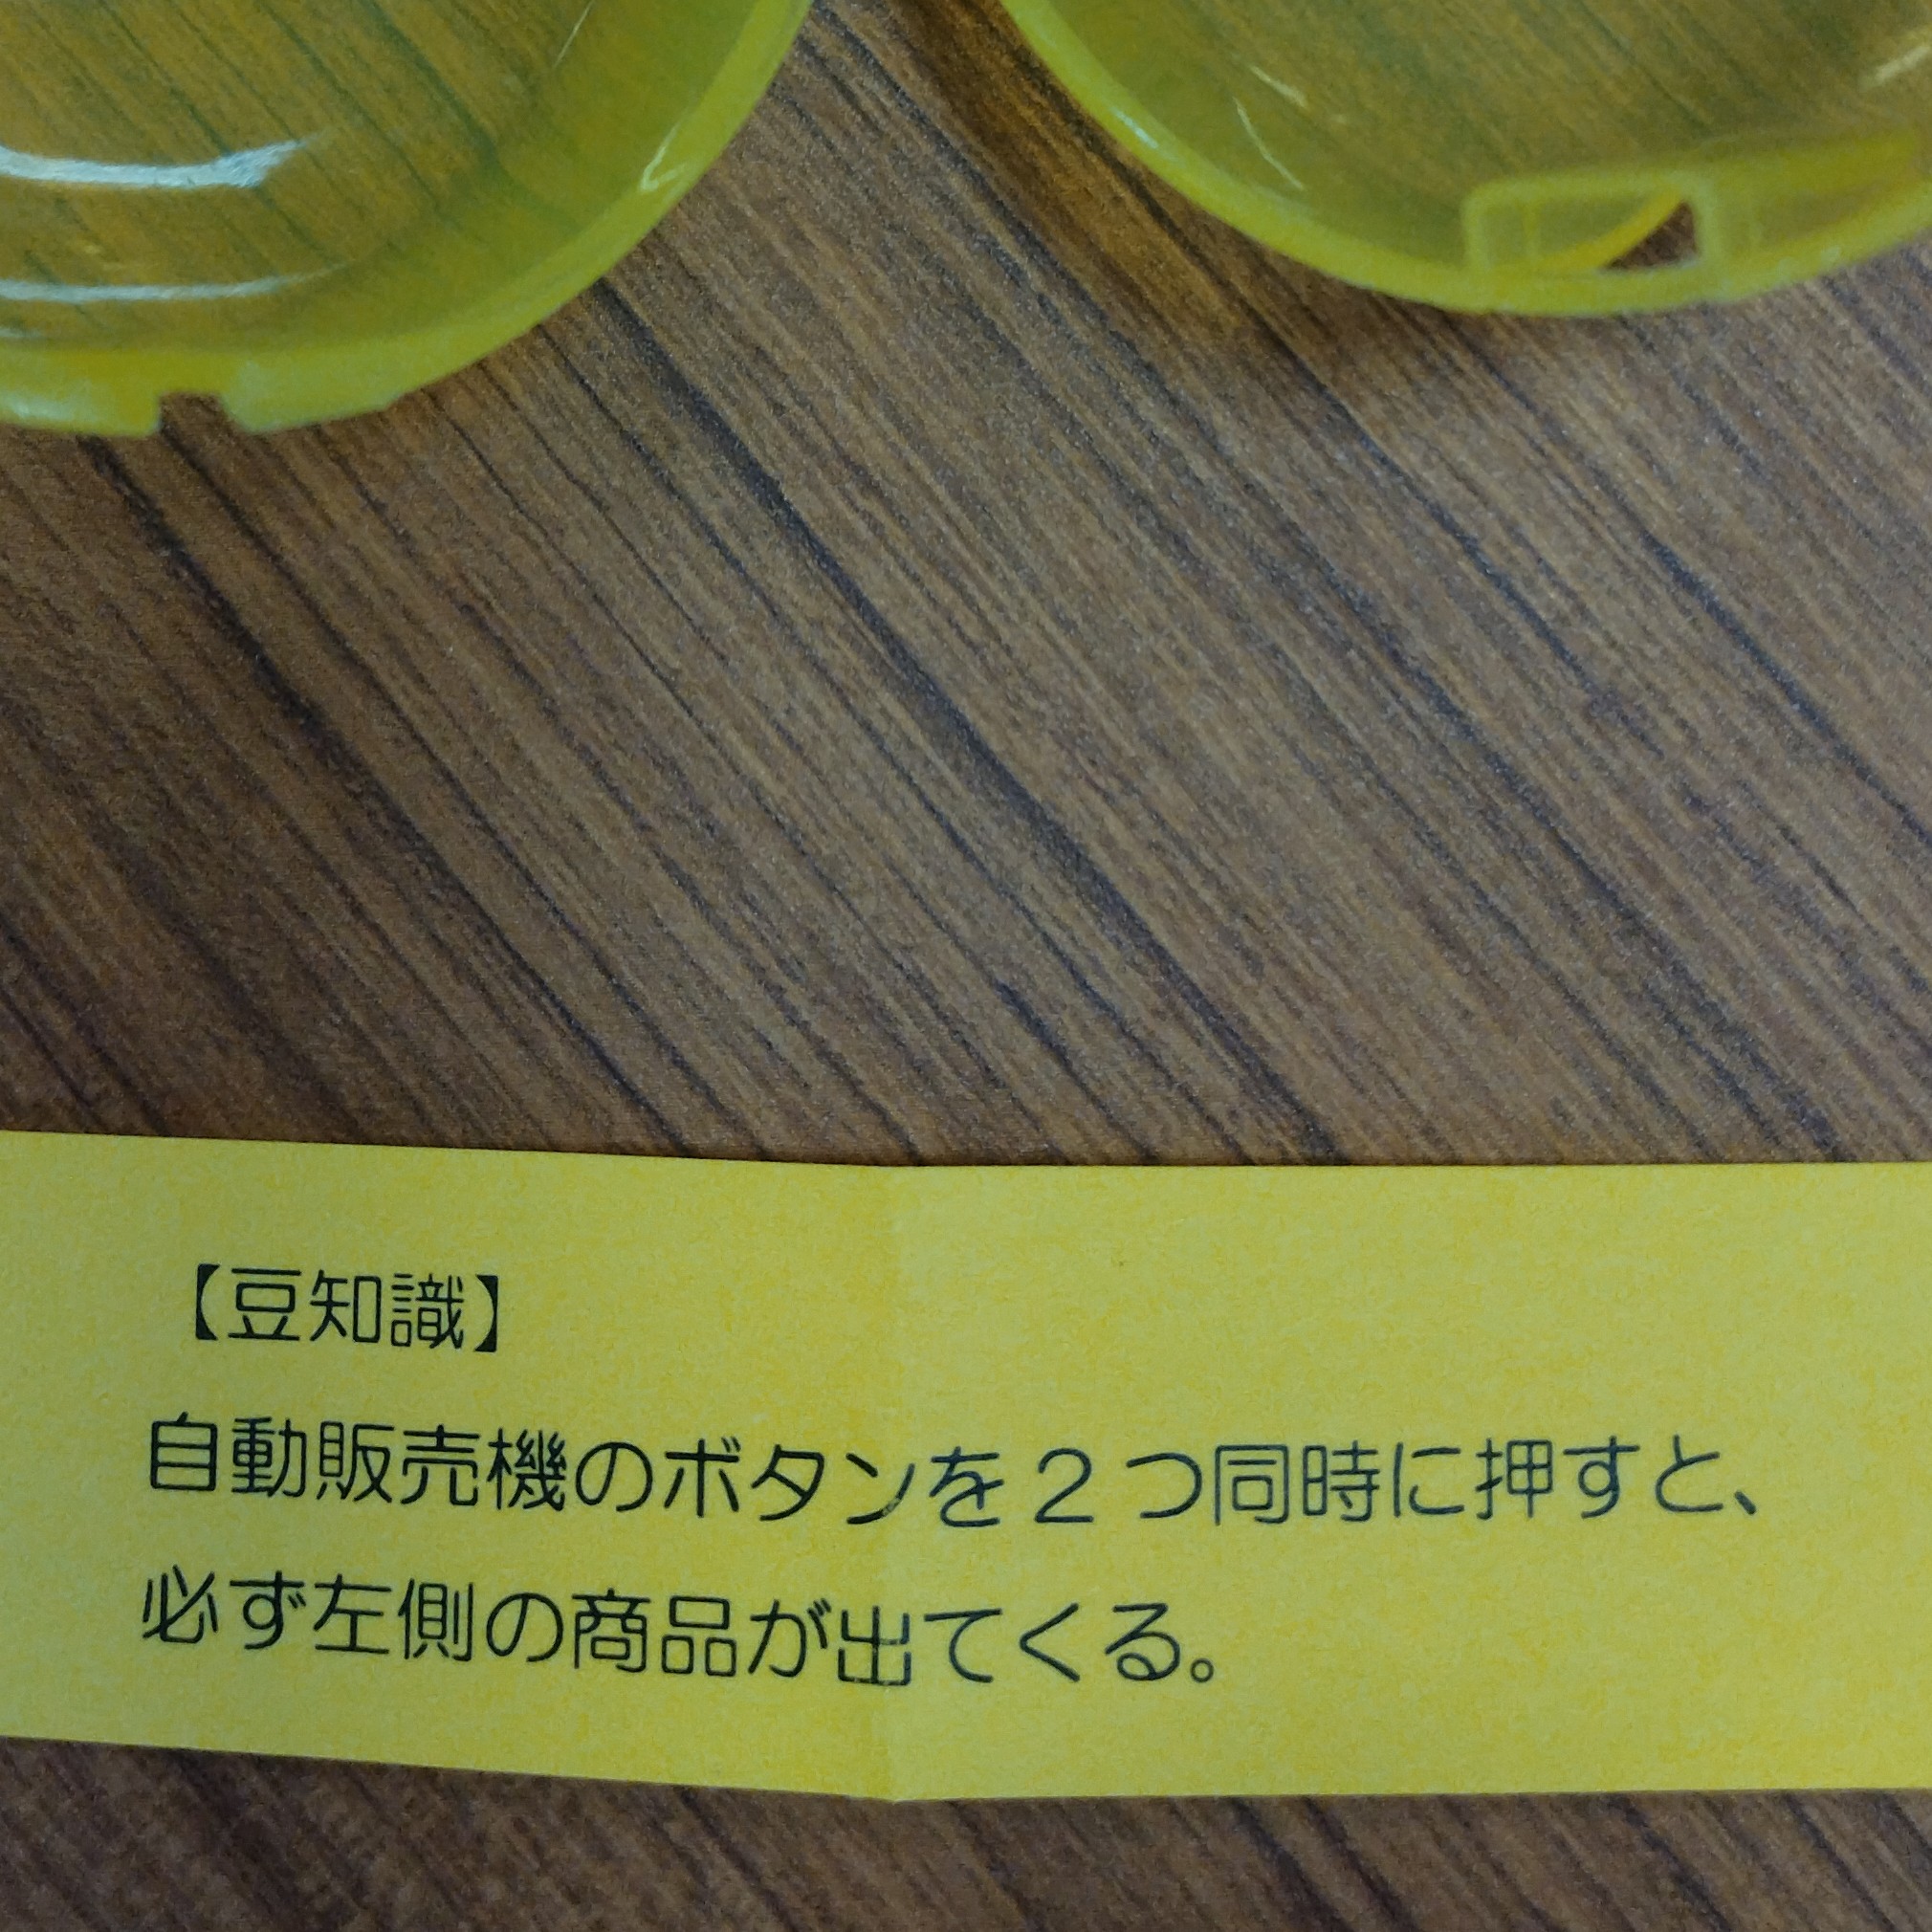 【豆知識】
自動販売機のボタンを２つ同時に押すと、
必ず左側の商品が出てくる。